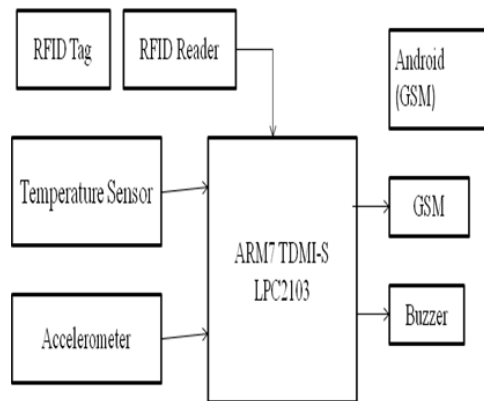 RFID Tag
RFID Reader
Android
(GSM)
Temperature Sensor
ARM7 TDMI-S
LPC2103
GSM
Accelerometer
Buzzer